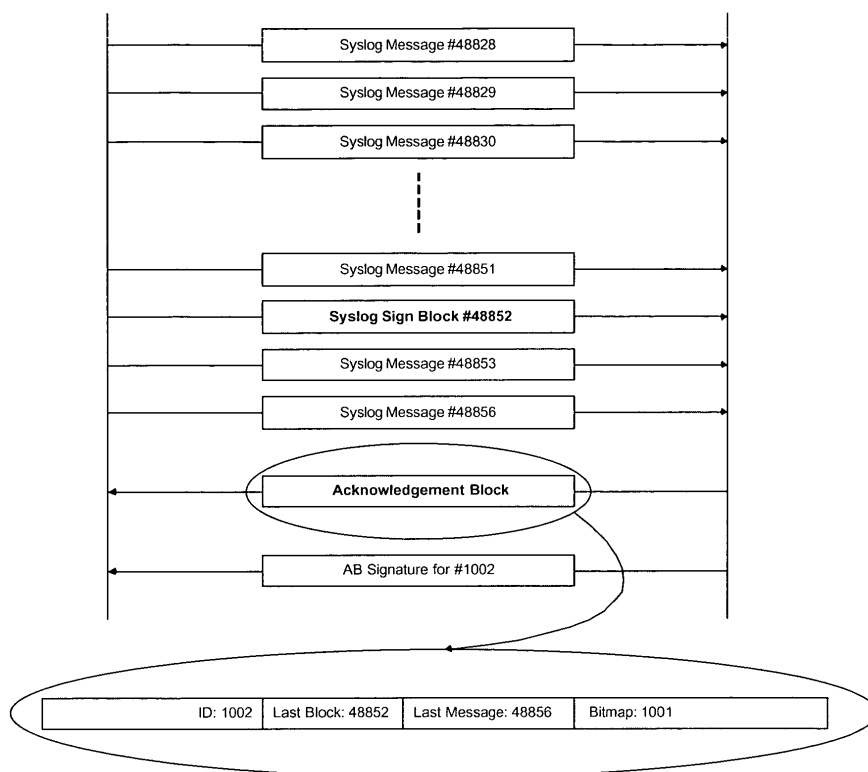 Syslog Message #48828
Syslog Message #48829
Syslog Message #48830
Syslog Message #48851
Syslog Sign Block #48852
Syslog Message #48853
Syslog Message #48856
Acknowledgement Block
AB Signature for #1002
ID: 1002 Last Block: 48852 Last Message: 48856 Bitmap: 1001